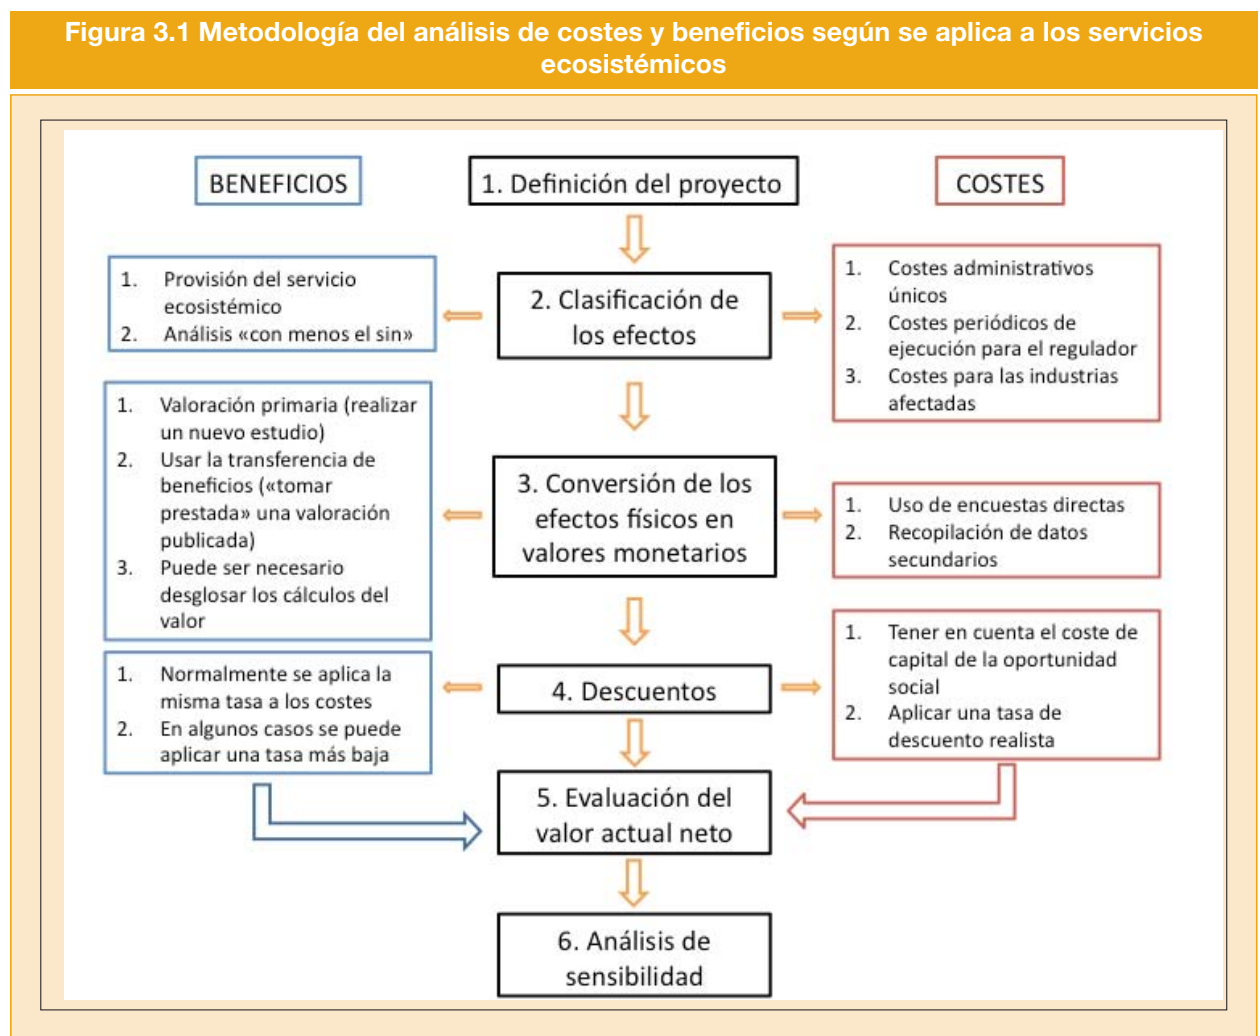 Figura 3.1 Metodología del análisis de costes y beneficios según se aplica a los servicios
ecosistémicos
BENEFICIOS
1. Definición del proyecto
COSTES
1. Provisión del servicio
ecosistémico
2. Análisis «con menos el sin»
2. Clasificación de
los efectos
1. Costes administrativos
únicos
2. Costes periódicos de
ejecución para el regulador
3. Costes para las industrias
afectadas
1. Valoración primaria (realizar
un nuevo estudio)
2. Usar la transferencia de
beneficios («tomar
prestada» una valoración
publicada)
3. Puede ser necesario
desglosar los cálculos del
valor
3. Conversión de los
efectos físicos en
valores monetarios
1. Uso de encuestas directas
2. Recopilación de datos
secundarios
1. Normalmente se aplica la
misma tasa a los costes
2. En algunos casos se puede
aplicar una tasa más baja
4. Descuentos
1. Tener en cuenta el coste de
capital de la oportunidad
social
2. Aplicar una tasa de
descuento realista
5. Evaluación del
valor actual neto
6. Análisis de
sensibilidad